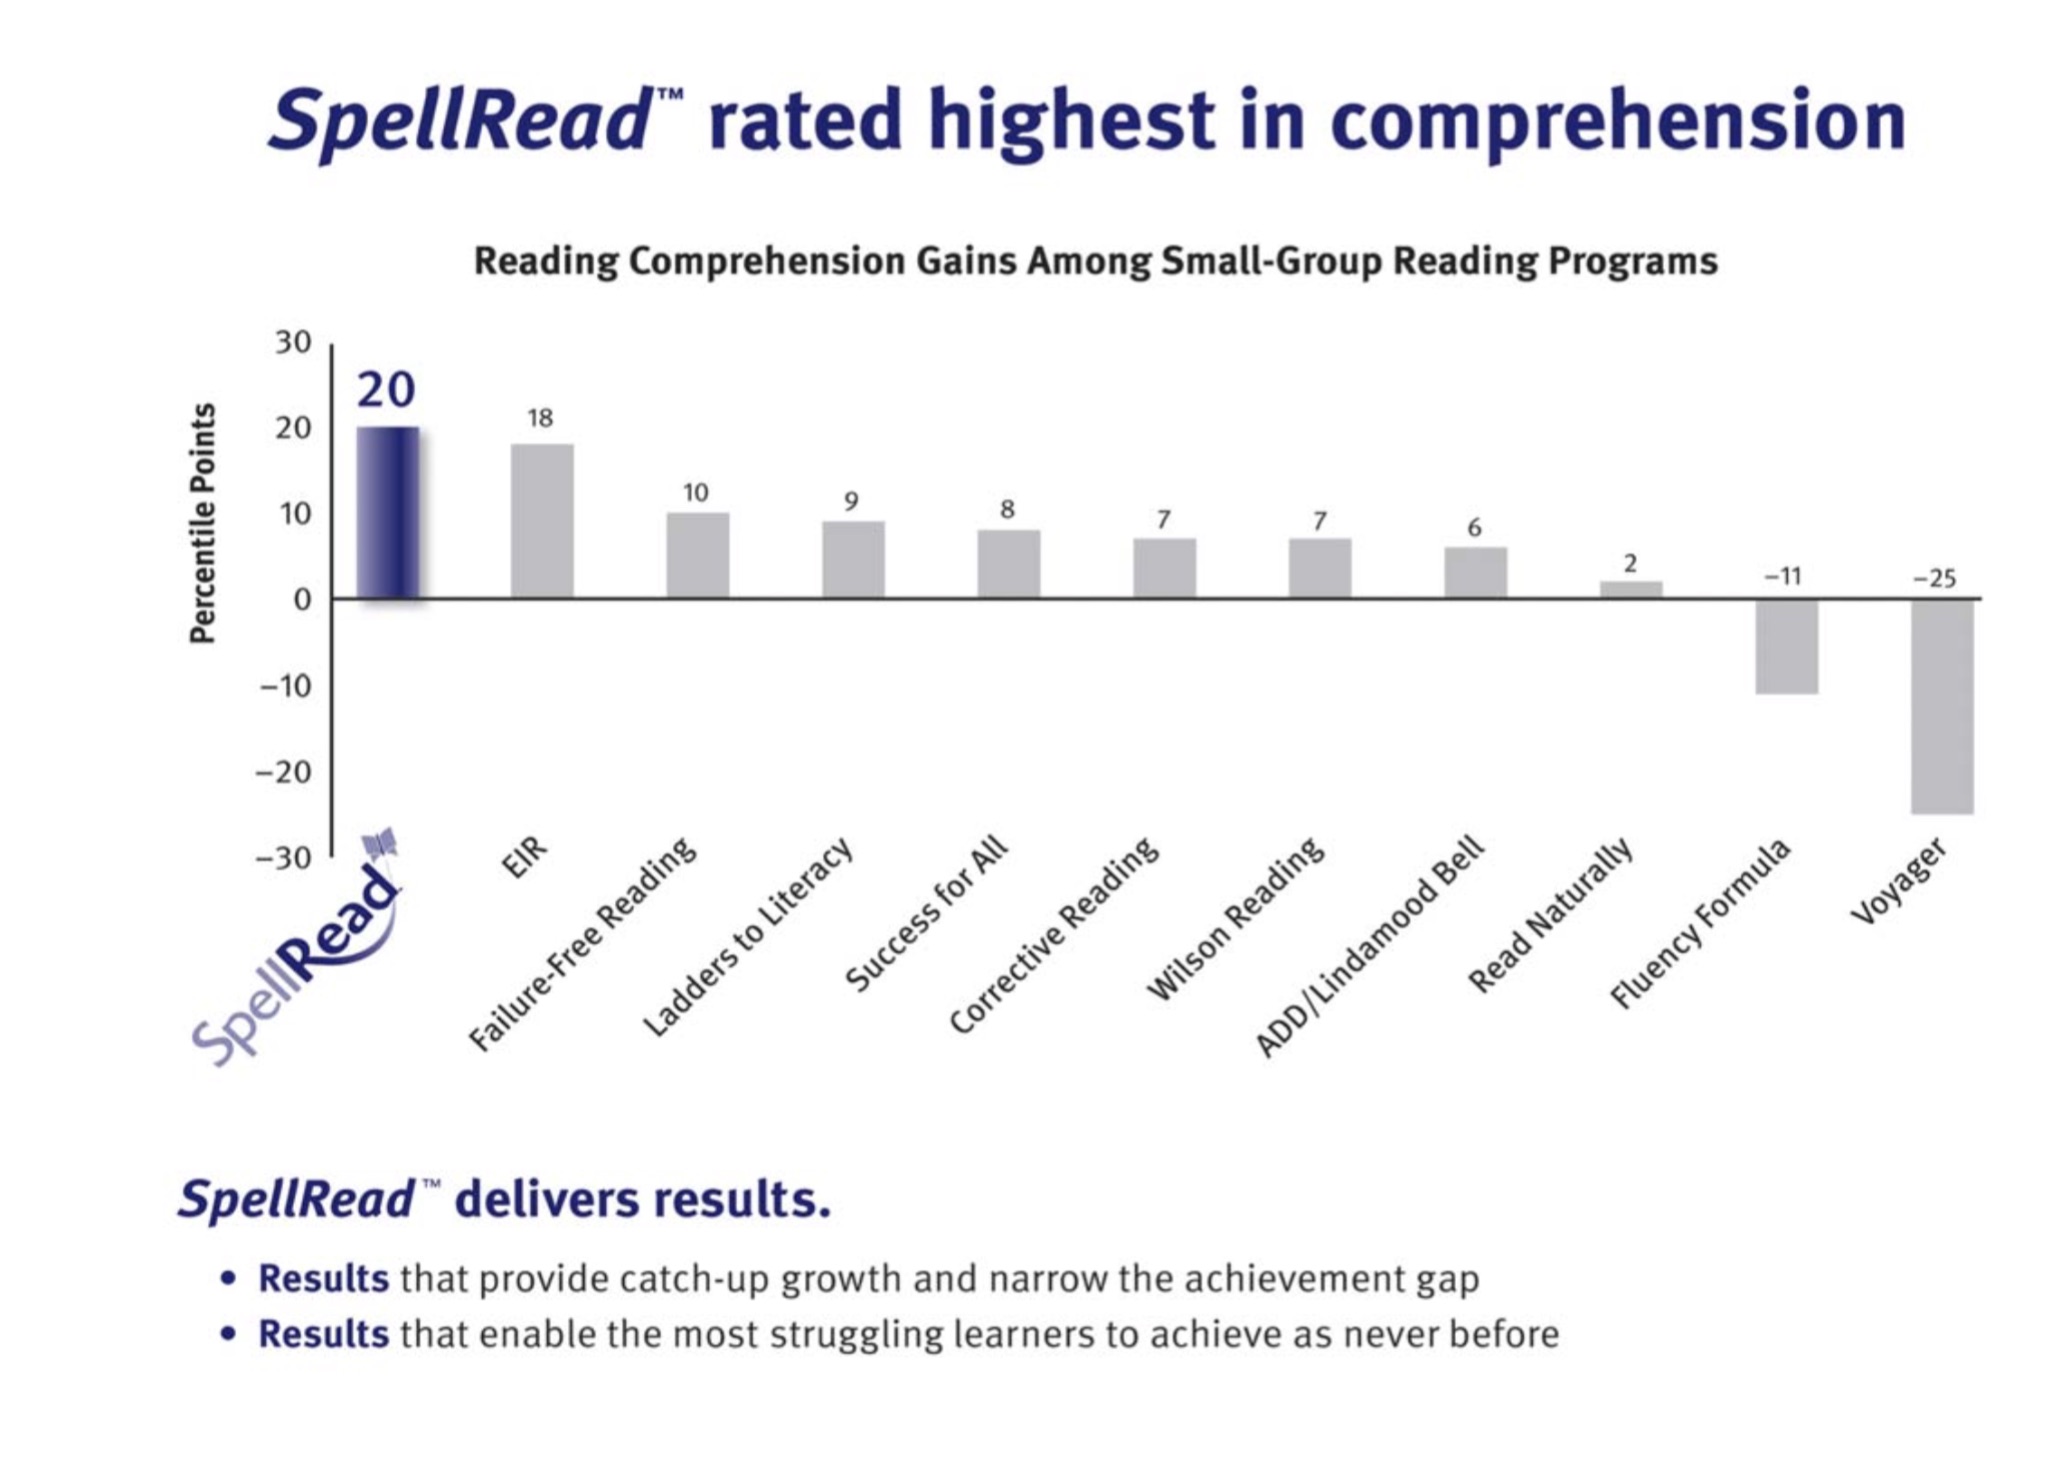 SpellRead™ rated highest in comprehension
Reading Comprehension Gains Among Small-Group Reading Programs
Percentile Points
30
20
10
0
–10
–20
–30
20
18
10
9
8
7
7
6
2
–11
–25
SpellRead
EIR
Failure-Free Reading
Ladders to Literacy
Success for All
Corrective Reading
Wilson Reading
ADD/Lindamood Bell
Read Naturally
Fluency Formula
Voyager
SpellRead™ delivers results.
• Results that provide catch-up growth and narrow the achievement gap
• Results that enable the most struggling learners to achieve as never before